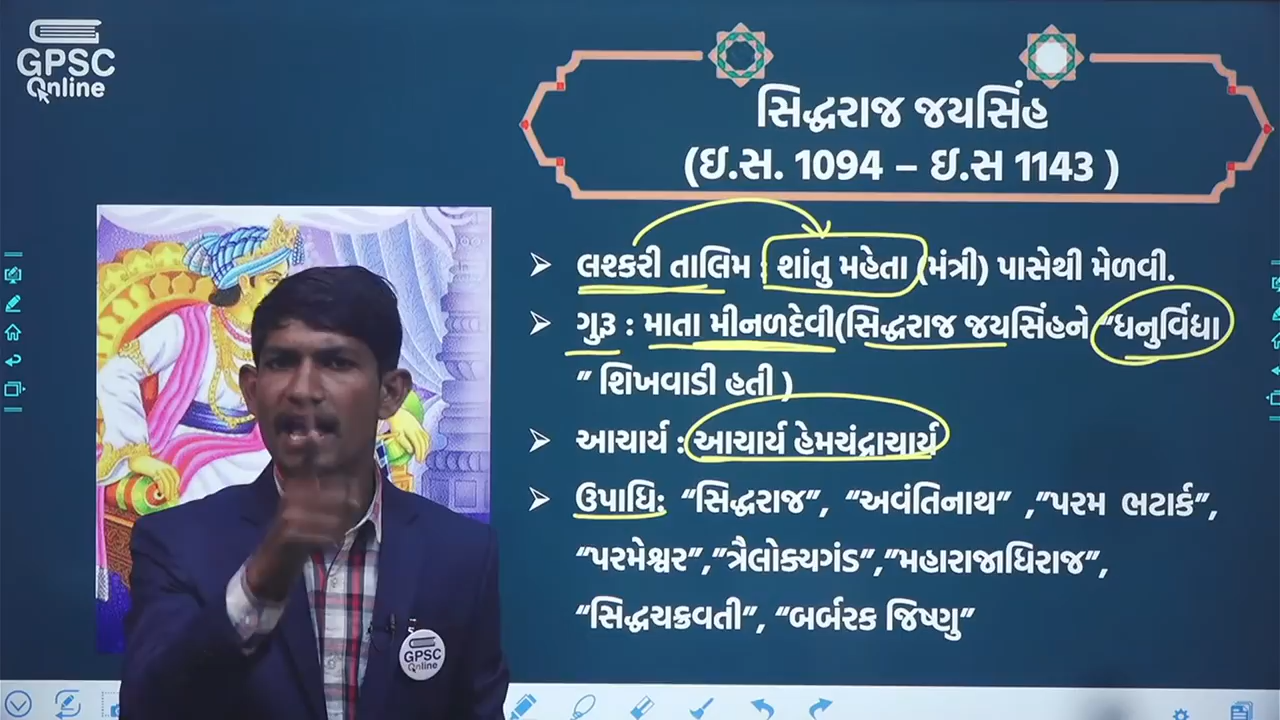 GPSC
Online
સિદ્ધરાજ જયસિંહ
(ઇ.સ. 1094 – ઇ.સ 1143 )
લશ્કરી તાલિમ : શાંતુ મહેતા (મંત્રી) પાસેથી મેળવી.
ગુરૂ : માતા મીનળદેવી(સિદ્ધરાજ જયસિંહને “ધનુર્વિધા
” શિખવાડી હતી )
આચાર્ય : આચાર્ય હેમચંદ્રાચાર્ય
ઉપાધિ: “સિદ્ધરાજ”, “અવંતિનાથ” ,”પરમ ભટાર્ક”,
“પરમેશ્વર”,”ત્રૈલોક્યગંડ”,”મહારાજાધિરાજ”,
“સિદ્ધચક્રવતી”, “બર્બરક જિષ્ણુ”
GPSC
Online